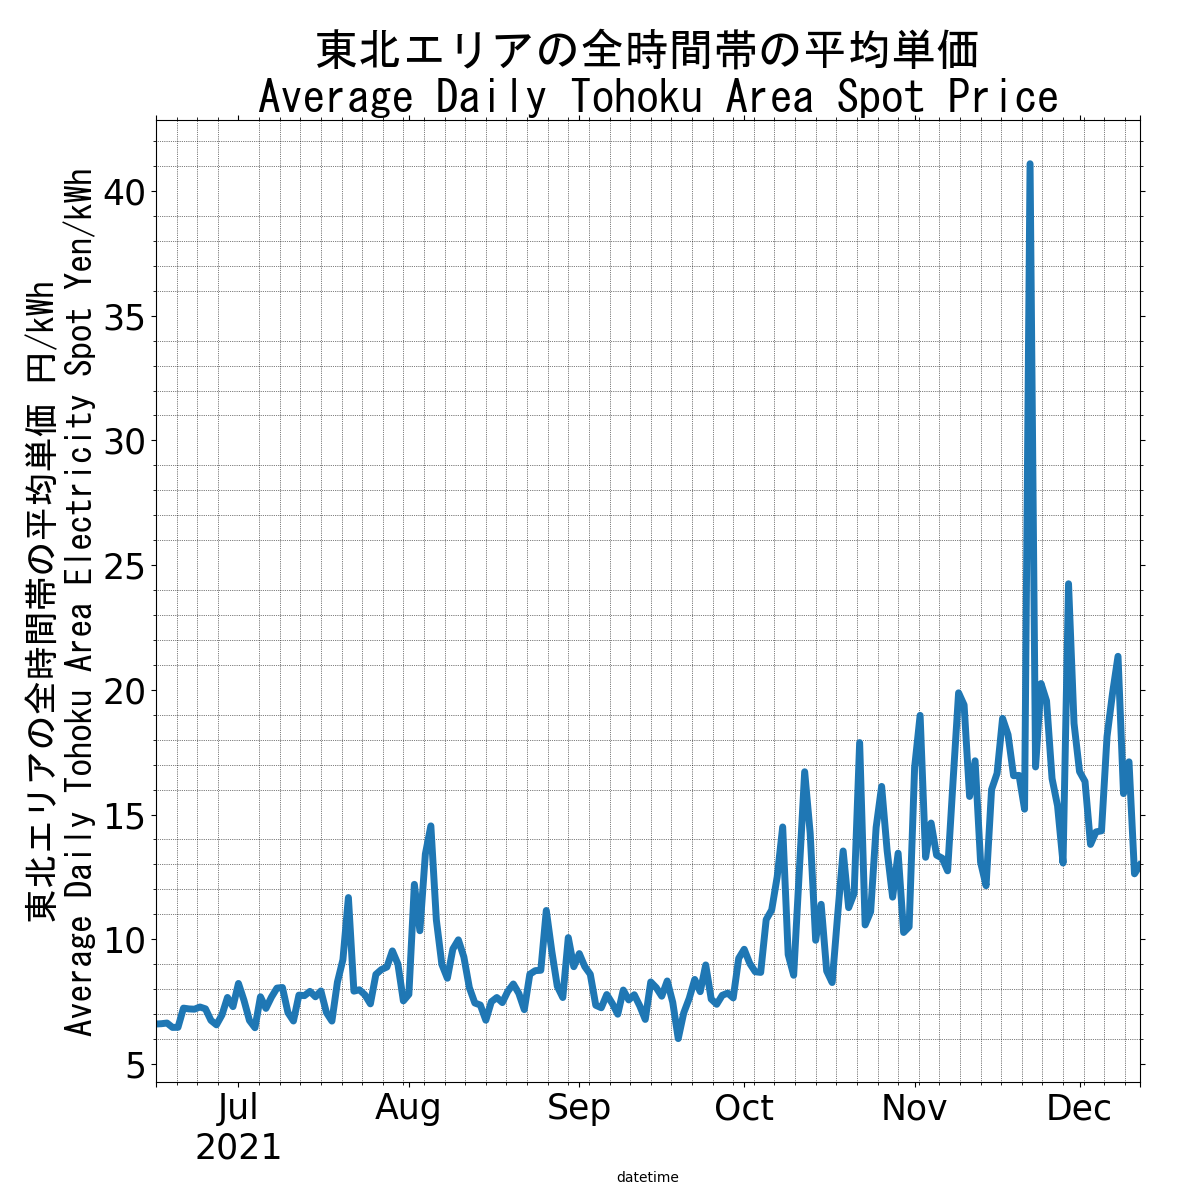 東北エリアの全時間帯の平均単価
Average Daily Tohoku Area Spot Price
東北エリアの全時間帯の平均単価 円/kWh
Average Daily Tohoku Area Electricity Spot Yen/kWh
40
35
30
25
20
15
10
5
Jul
2021
Aug
Sep
Oct
Nov
Dec
datetime